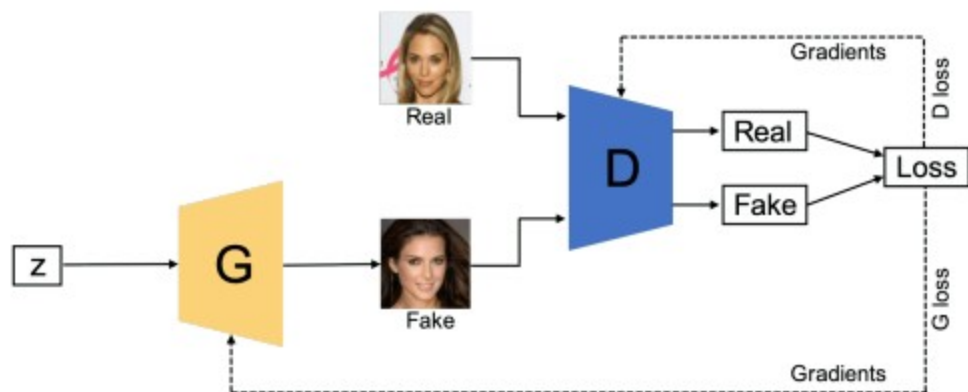 Real
z
G
Fake
D
Real
Fake
Loss
Gradients
D loss
G loss
Gradients